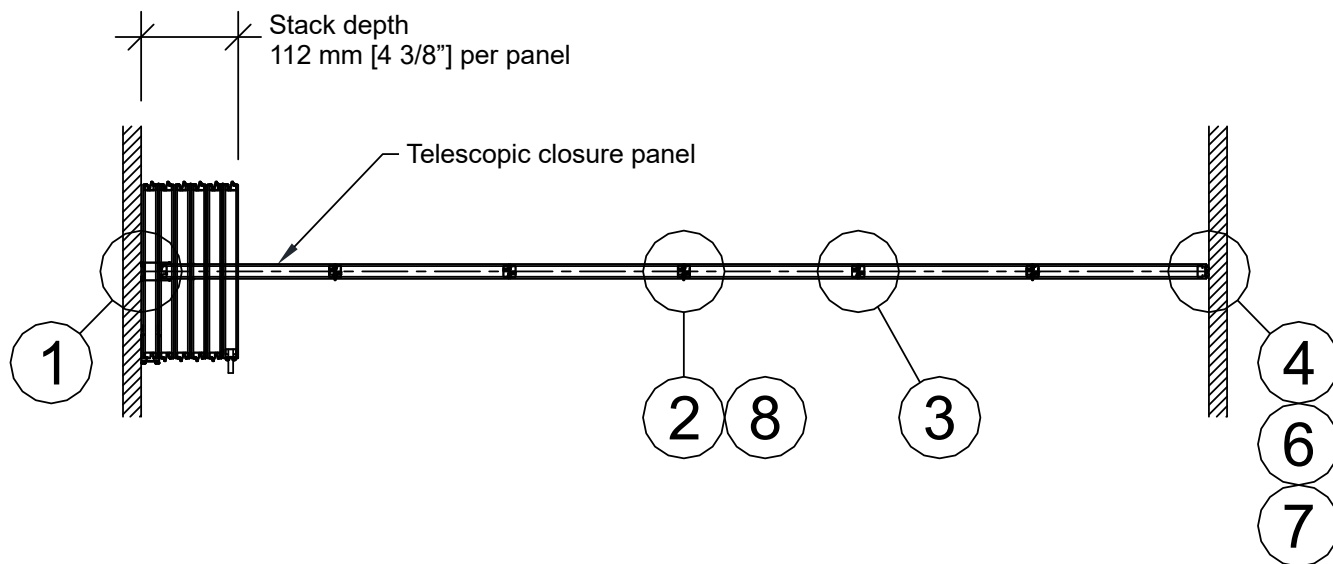 Stack depth
112 mm [4 3/8”] per panel
Telescopic closure panel
1
2 8
3
4
6
7